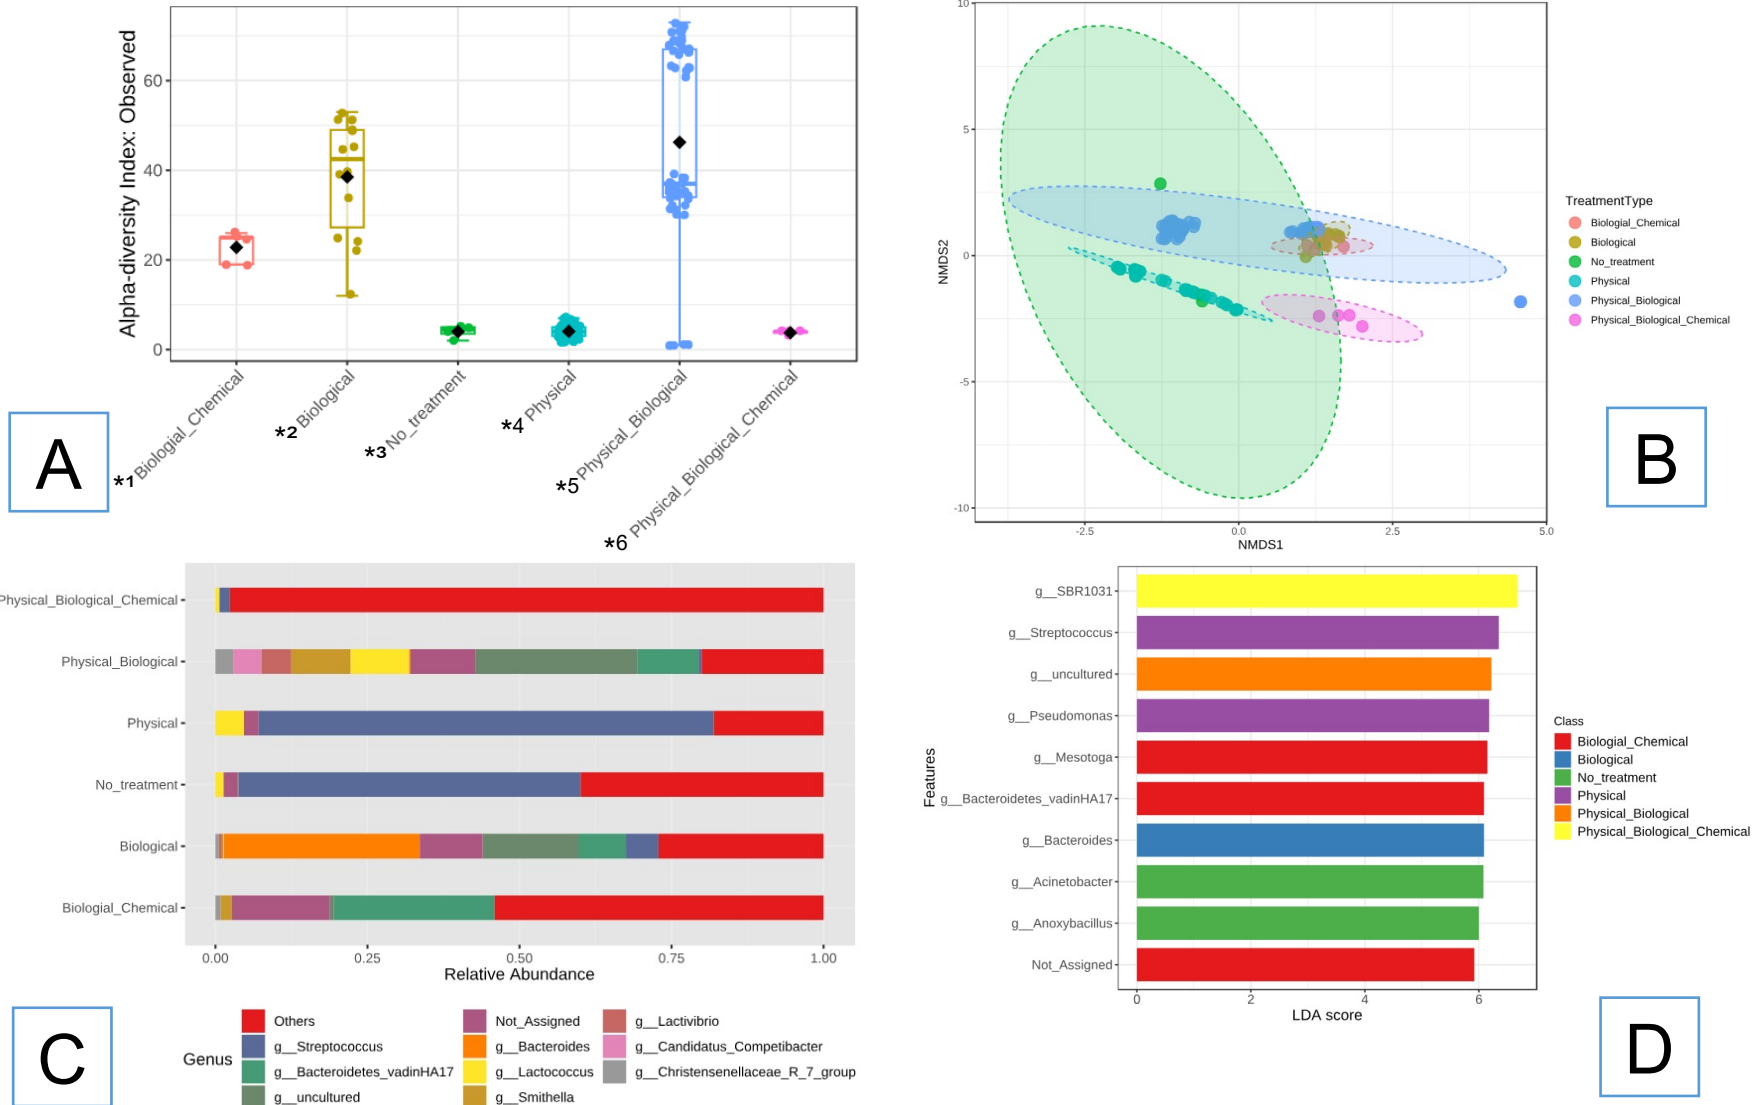 Alpha-diversity Index: Observed
60
40
20
0
*1 Biologial_Chemical
*2 Biological
*3 No_treatment
*4 Physical
*5 Physical_Biological
*6 Physical_Biological_Chemical
A
NMDS2
10
5
0
-5
-10
-2.5 0.0 2.5 5.0
NMDS1
TreatmentType
Biologial_Chemical
Biological
No_treatment
Physical
Physical_Biological
Physical_Biological_Chemical
B
Physical_Biological_Chemical
Physical_Biological
Physical
No_treatment
Biological
Biologial_Chemical
0.00 0.25 0.50 0.75 1.00
Relative Abundance
Genus
Others
g__Streptococcus
g__Bacteroidetes_vadinHA17
g__uncultured
Not_Assigned
g__Bacteroides
g__Lactococcus
g__Smithella
g__Lactivibrio
g__Candidatus_Competibacter
g__Christensenellaceae_R_7_group
C
Features
g__SBR1031
g__Streptococcus
g__uncultured
g__Pseudomonas
g__Mesotoga
g__Bacteroidetes_vadinHA17
g__Bacteroides
g__Acinetobacter
g__Anoxybacillus
Not_Assigned
0 2 4 6
LDA score
Class
Biologial_Chemical
Biological
No_treatment
Physical
Physical_Biological
Physical_Biological_Chemical
D